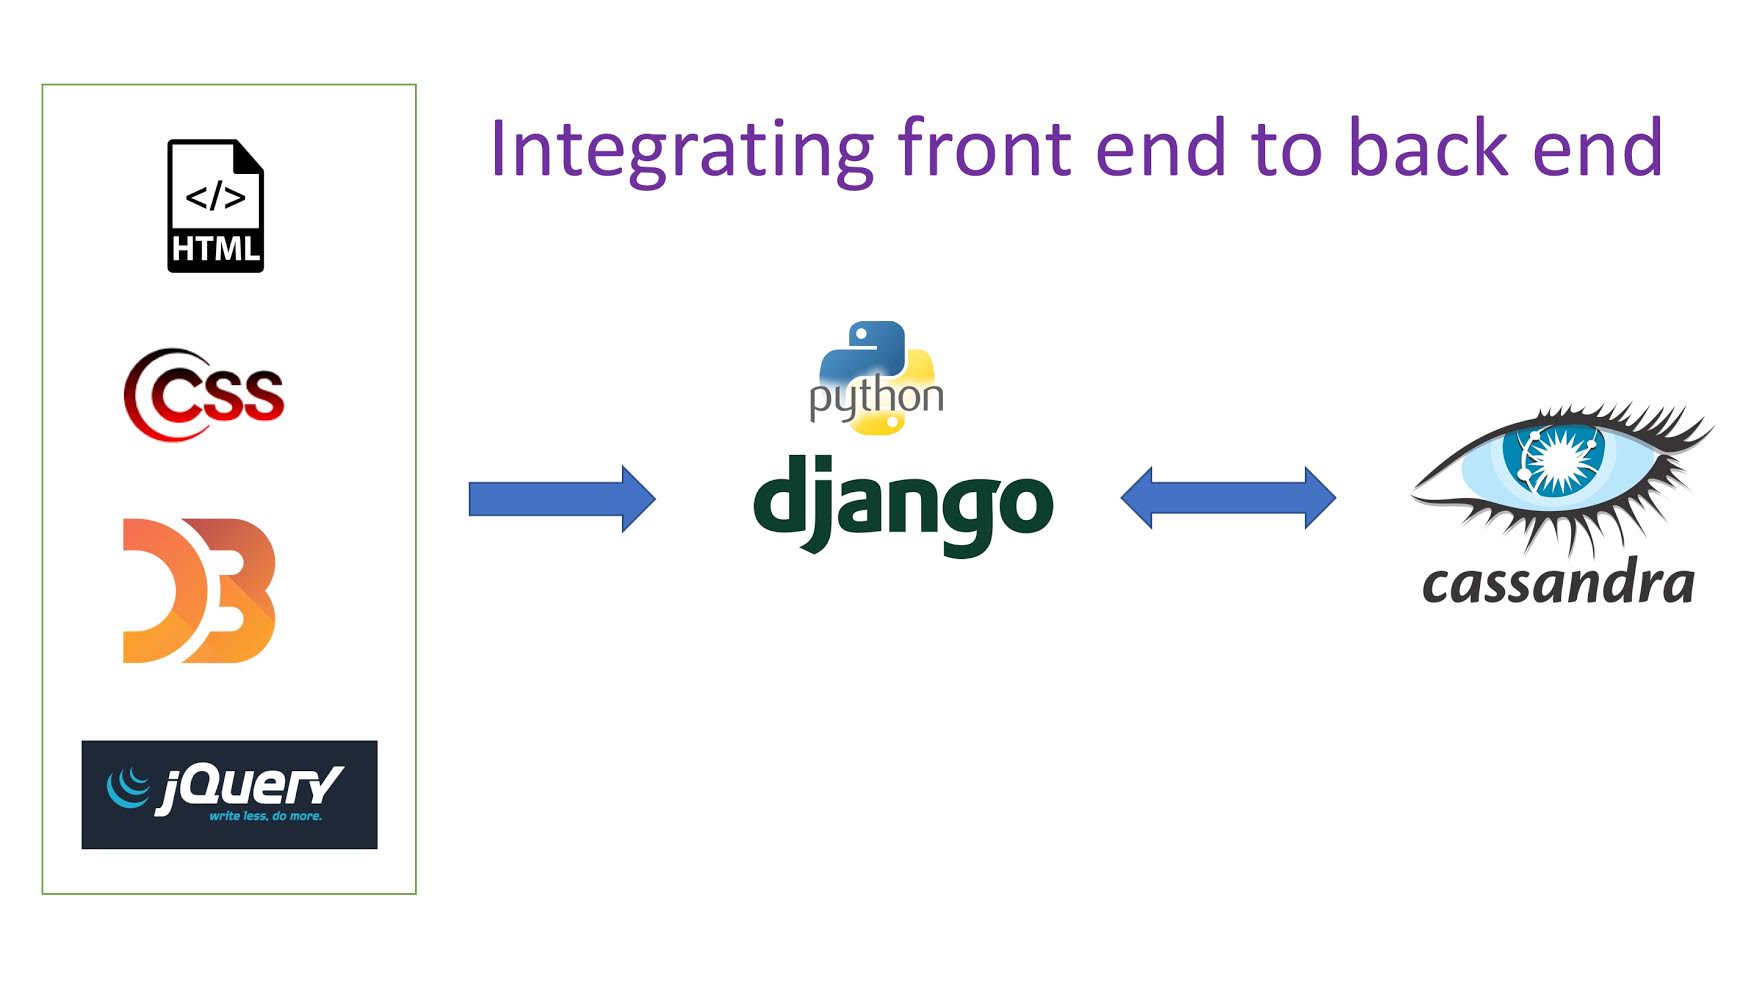 Integrating front end to back end
</>
HTML
css
D3
jQuery
write less, do more.
python
django
cassandra